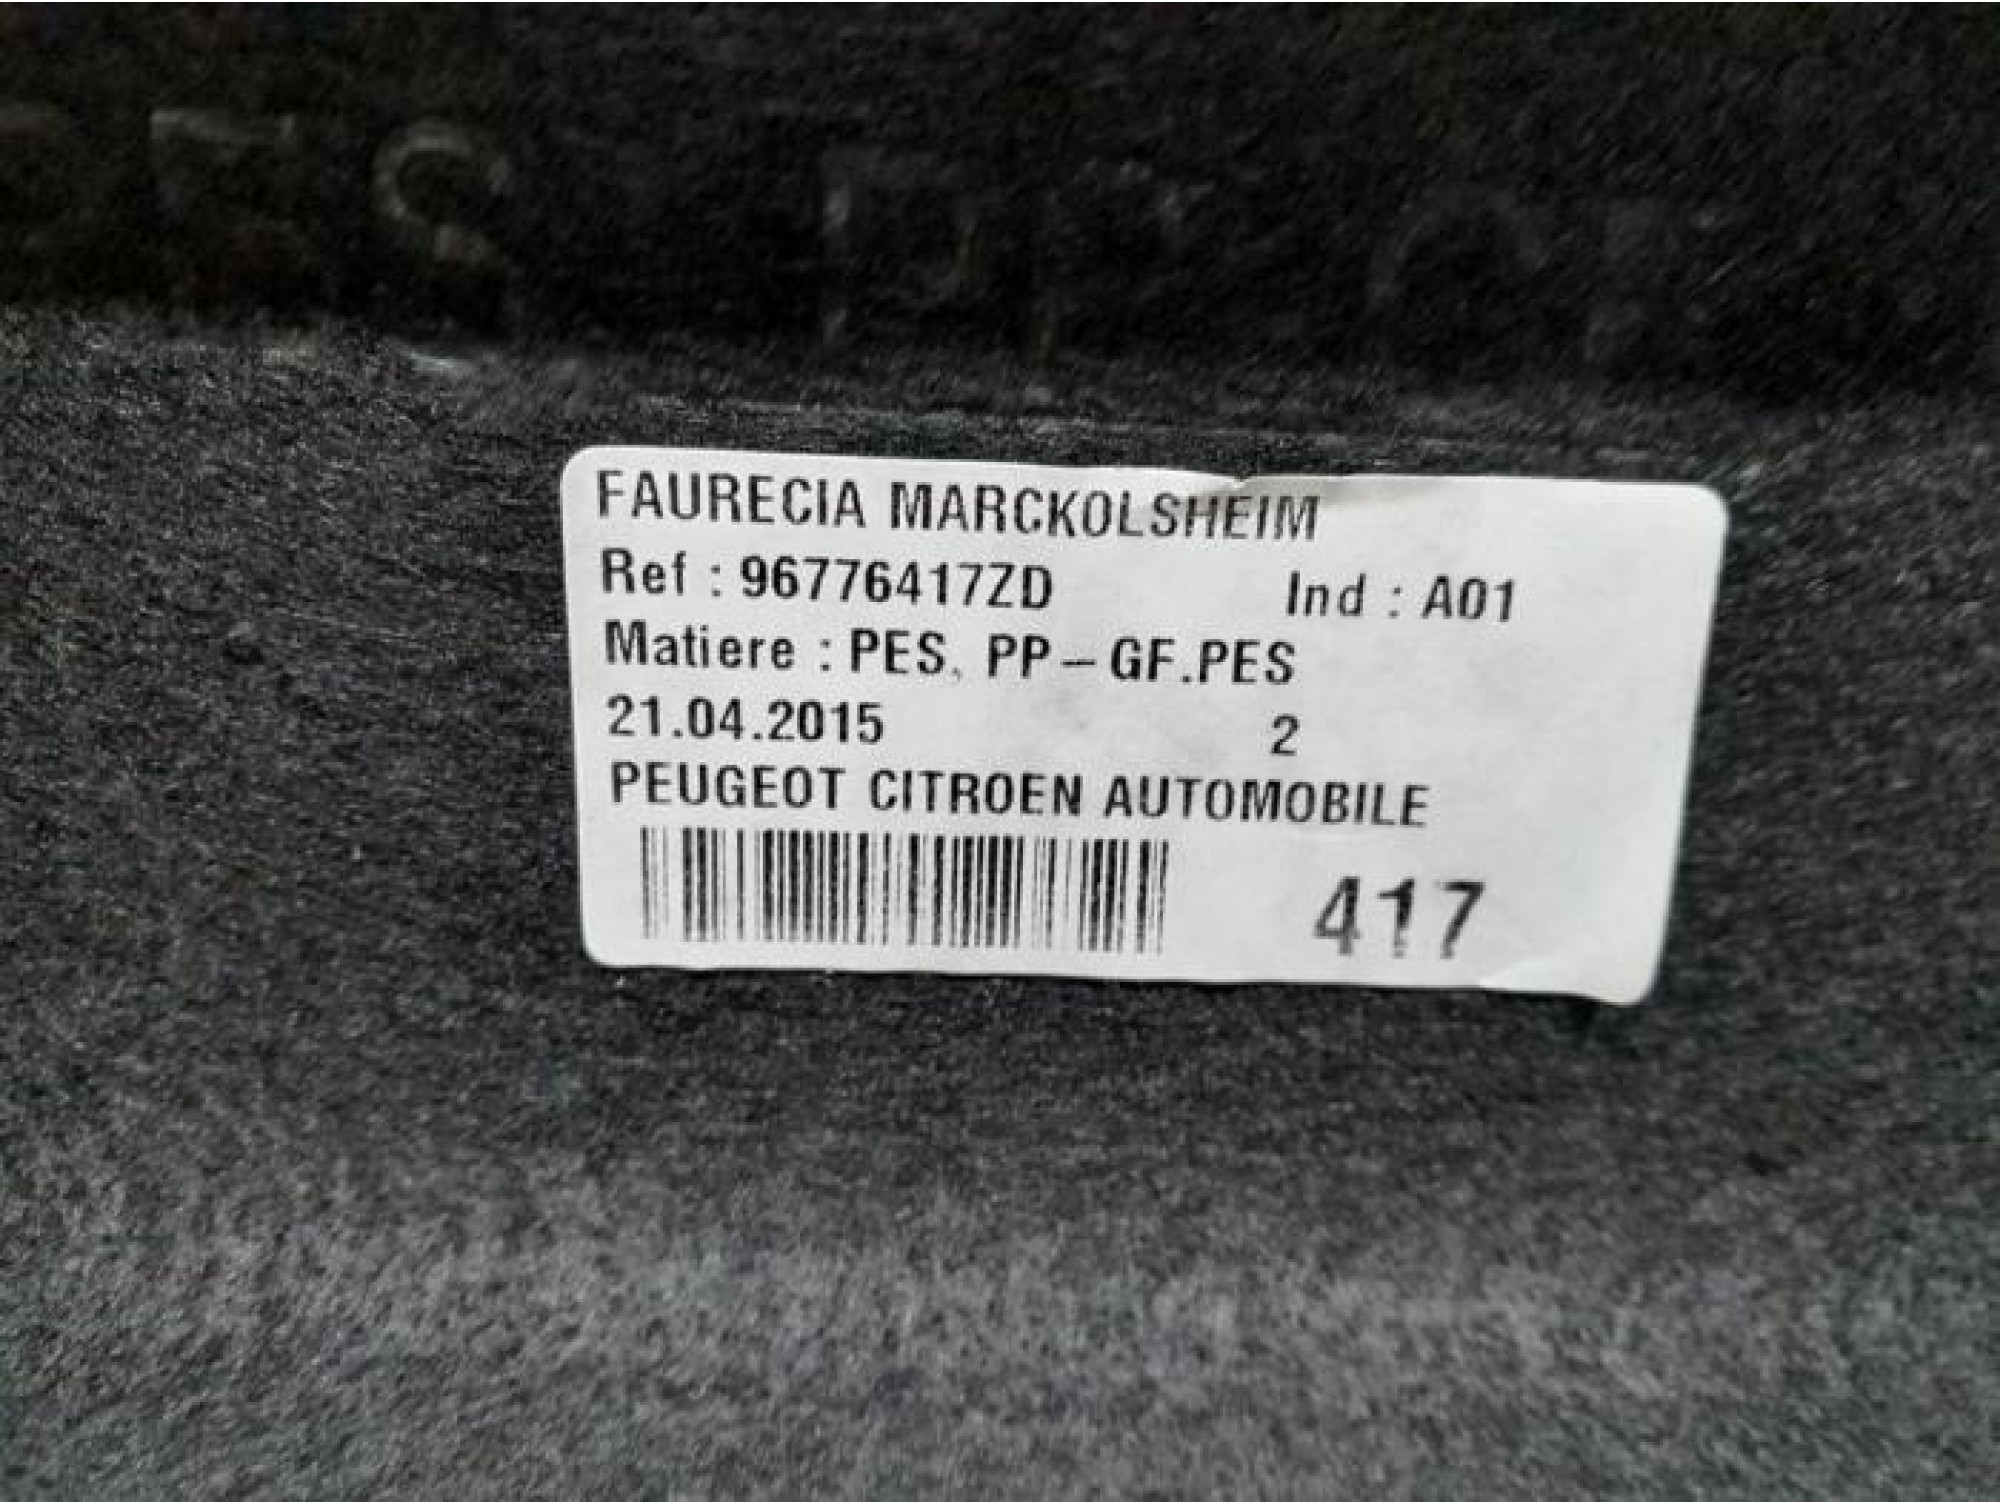 FAURECIA MARCKOLSHEIM
Ref : 96776417ZD Ind : A01
Matiere : PES, PP-GF.PES
21.04.2015 2
PEUGEOT CITROEN AUTOMOBILE
417